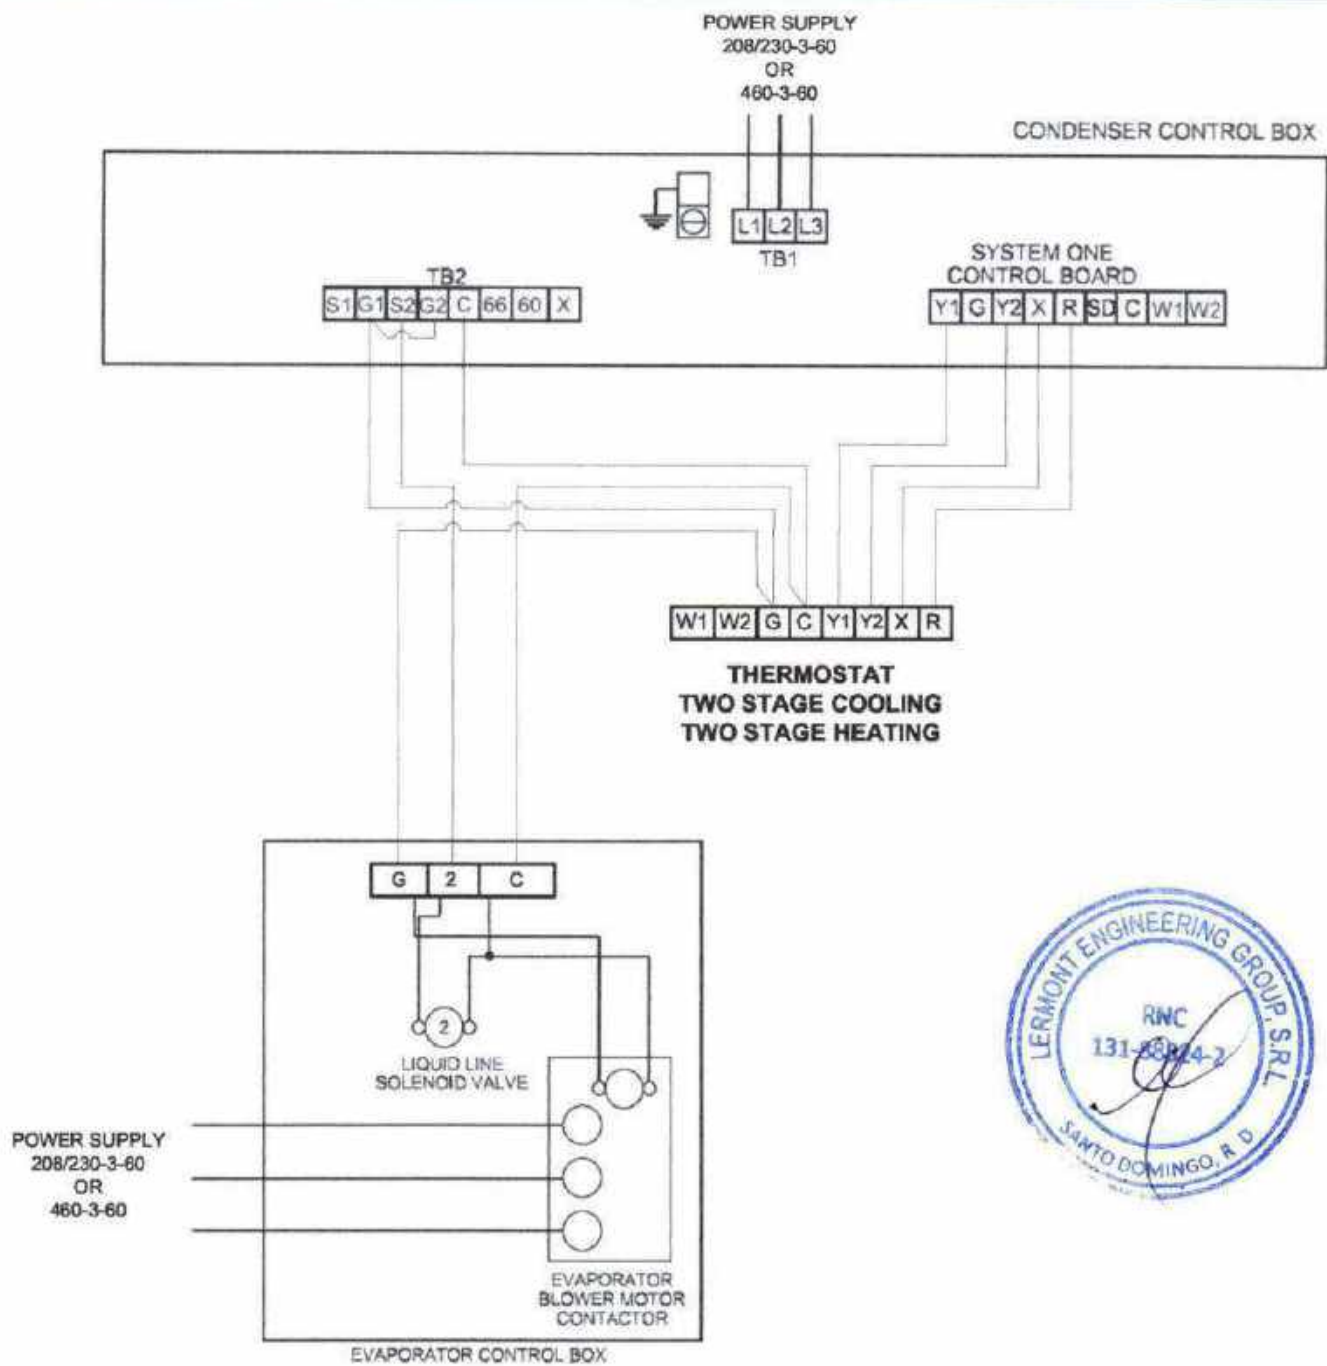 POWER SUPPLY
208/230-3-60
OR
460-3-60
CONDENSER CONTROL BOX
L1 L2 L3
TB1
SYSTEM ONE
CONTROL BOARD
TB2
S1 G1 S2 G2 C 66 60 X
Y1 G Y2 X R SD C W1 W2
W1 W2 G C Y1 Y2 X R
THERMOSTAT
TWO STAGE COOLING
TWO STAGE HEATING
G 2 C
2
LIQUID LINE
SOLENOID VALVE
POWER SUPPLY
208/230-3-60
OR
460-3-60
EVAPORATOR
BLOWER MOTOR
CONTACTOR
EVAPORATOR CONTROL BOX
LERMONT ENGINEERING GROUP, S.R.L.
RNC
SANTO DOMINGO, R D